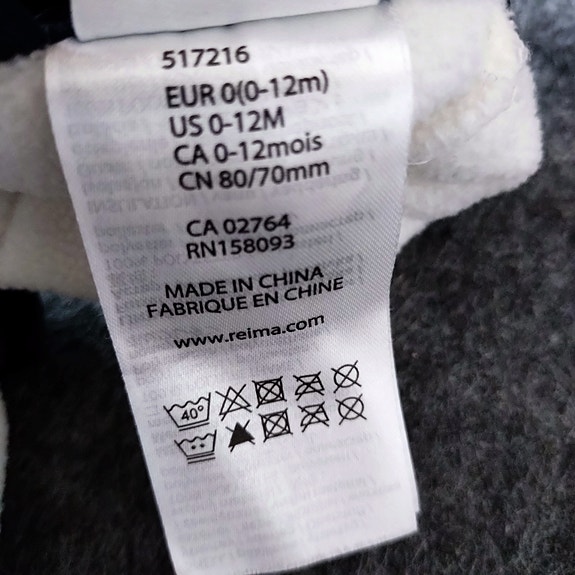 517216
EUR 0(0-12m)
US 0-12M
CA 0-12mois
CN 80/70mm
CA 02764
RN158093
MADE IN CHINA
FABRIQUE EN CHINE
www.reima.com
40°